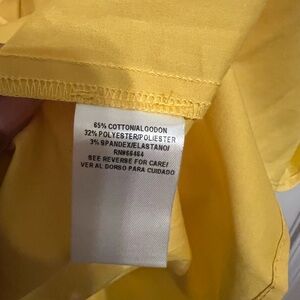 65% COTTON/ALGODON
32% POLYESTER/POLIESTER
3% SPANDEX/ELASTANO/
RN#66464
SEE REVERSE FOR CARE/
VER AL DORSO PARA CUIDADO